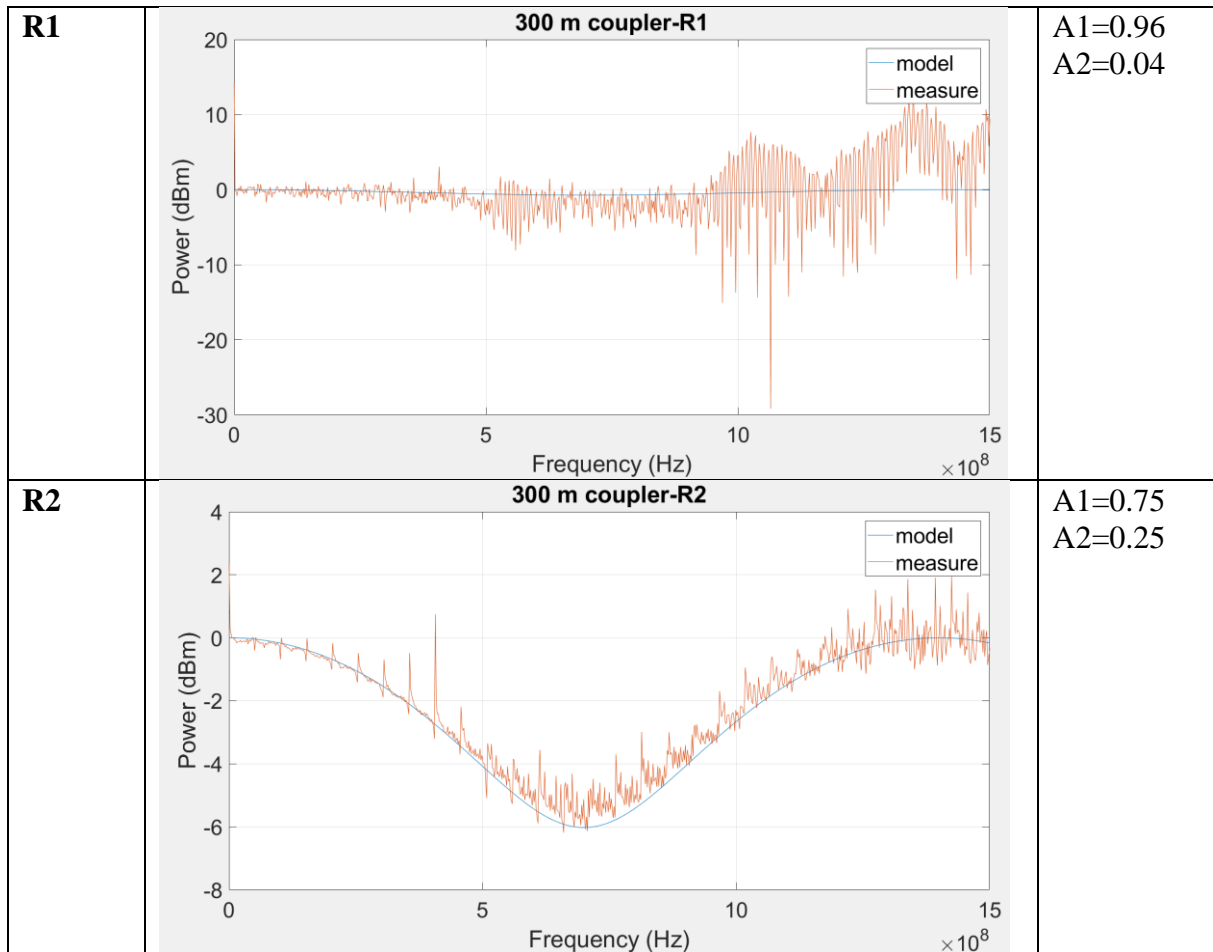 R1
300 m coupler-R1
20
10
0
-10
-20
-30
Power (dBm)
model
measure
0
5
10
15
×10^8
Frequency (Hz)
A1=0.96
A2=0.04
R2
300 m coupler-R2
4
2
0
-2
-4
-6
-8
Power (dBm)
model
measure
0
5
10
15
×10^8
Frequency (Hz)
A1=0.75
A2=0.25